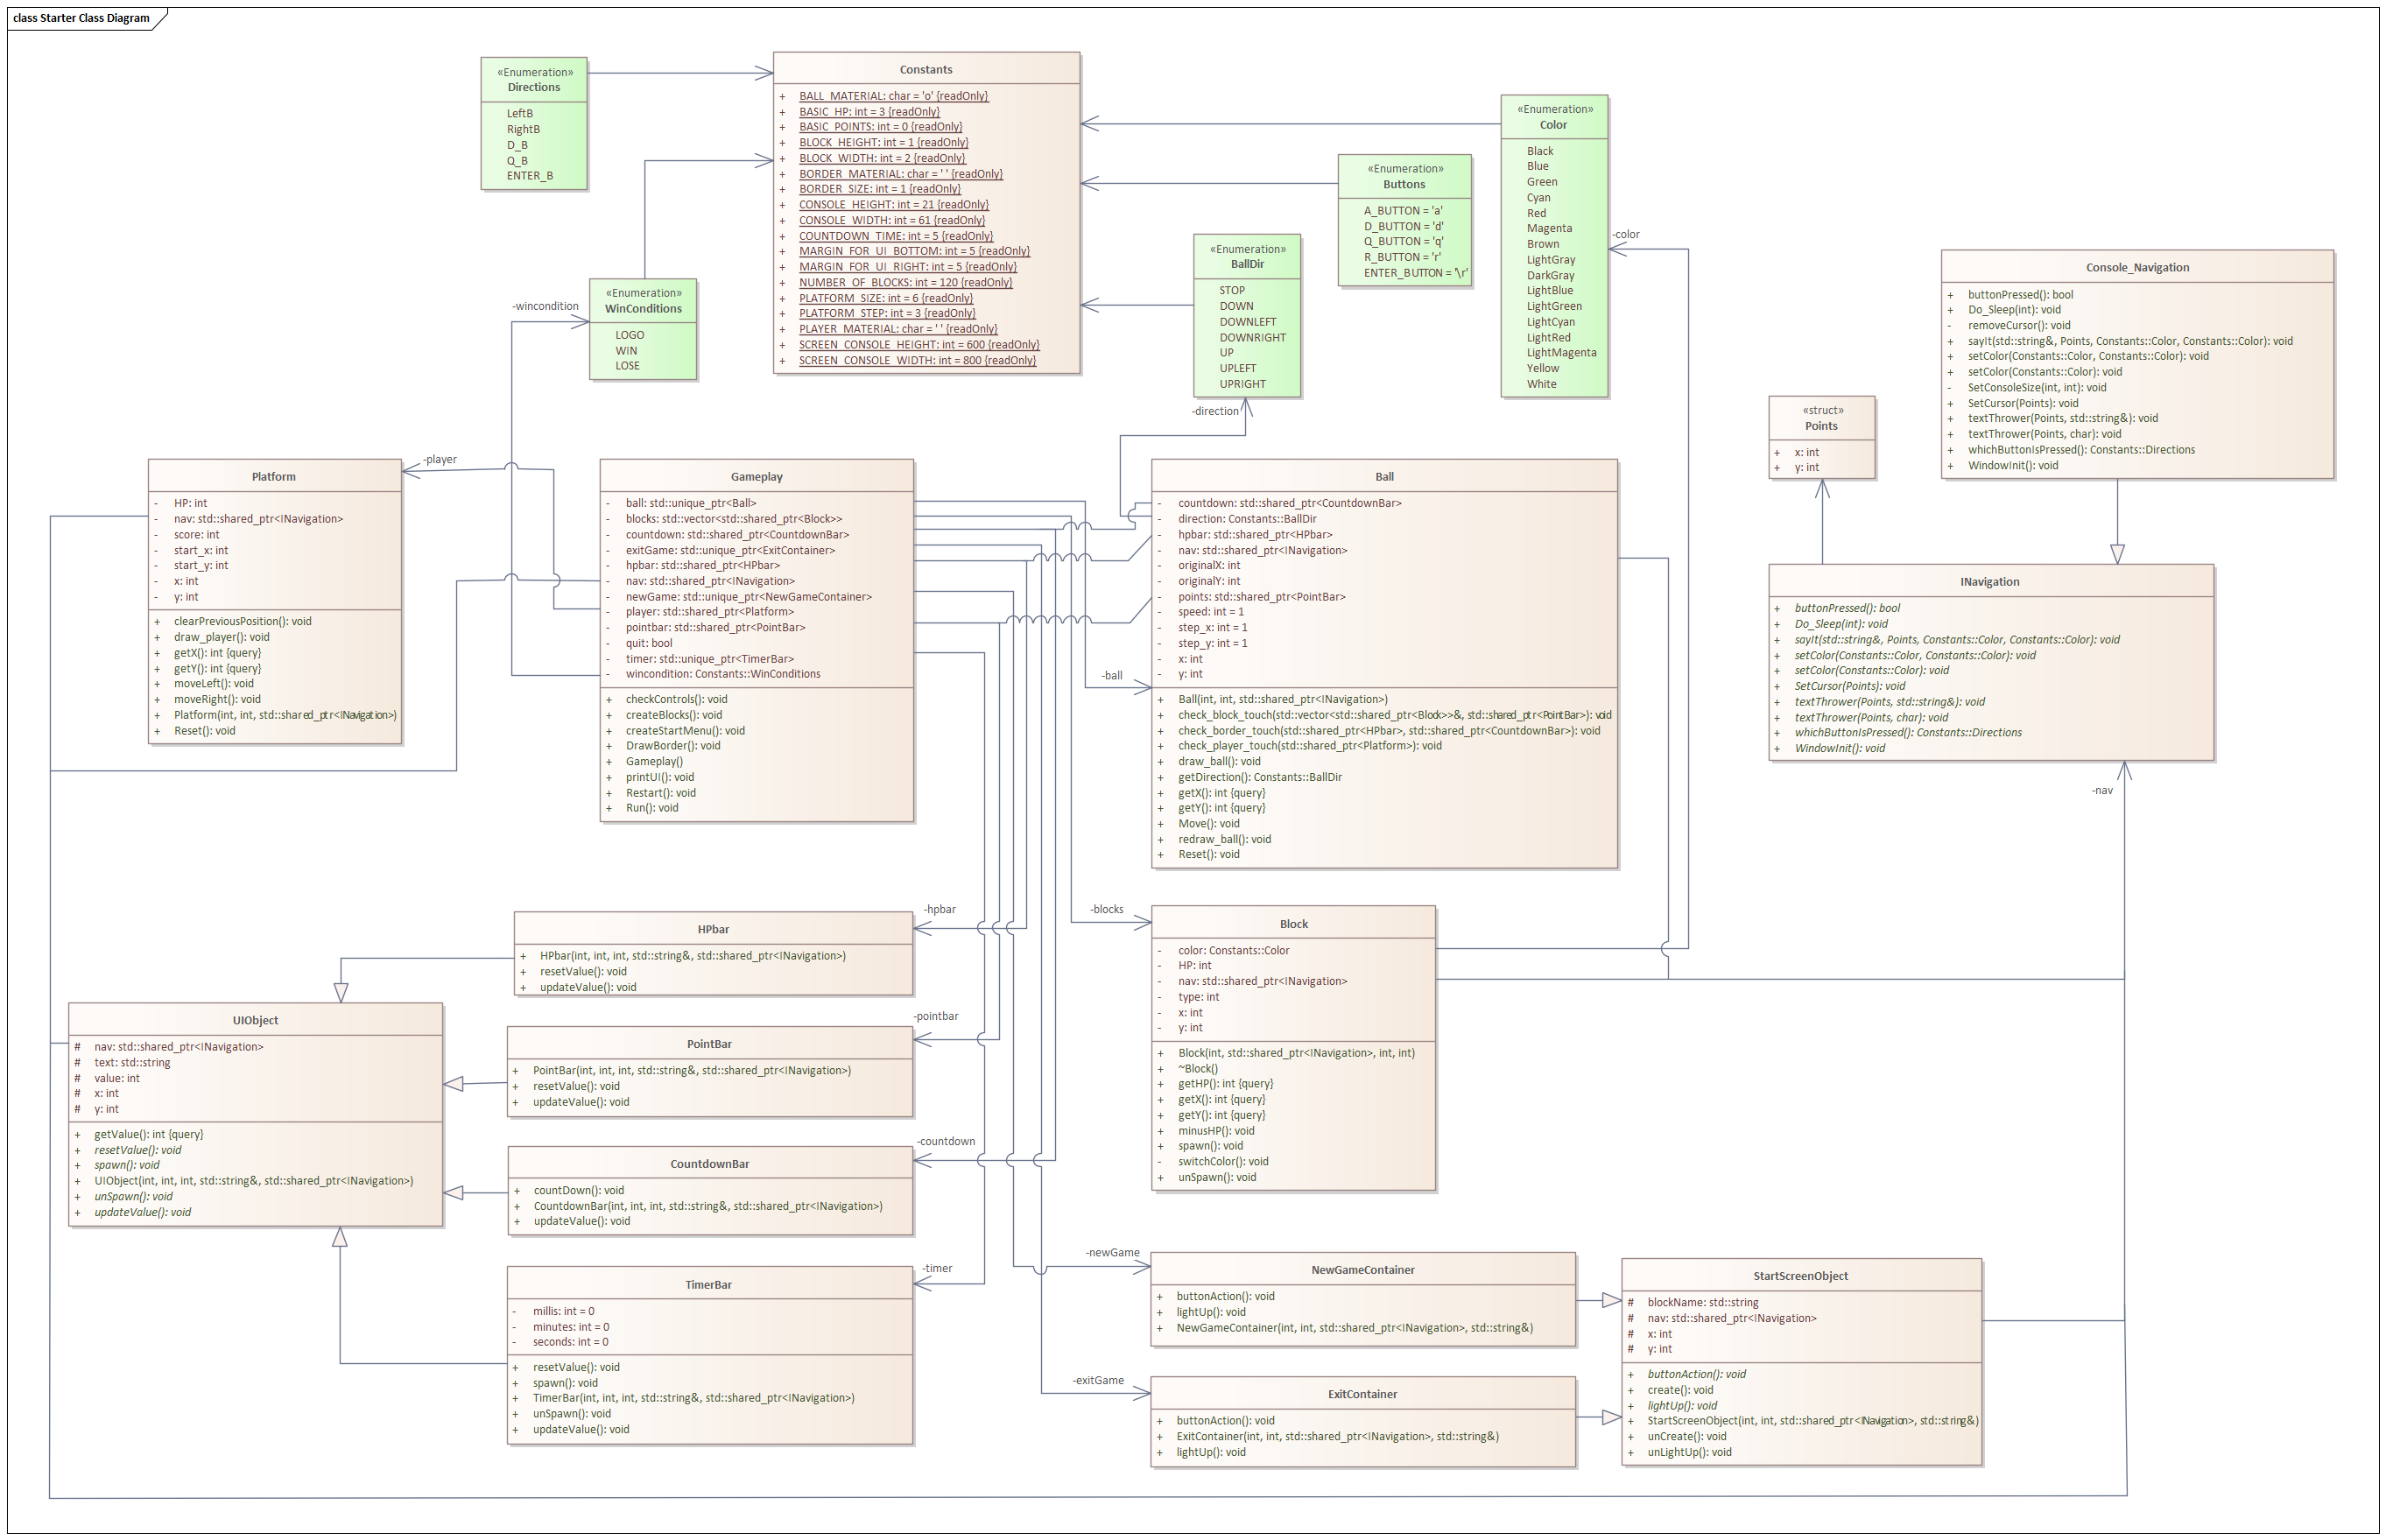 class Starter Class Diagram
«Enumeration»
Directions
LeftB
RightB
D_B
Q_B
ENTER_B
Constants
+ BALL_MATERIAL: char = 'o' {readOnly}
+ BASIC_HP: int = 3 {readOnly}
+ BASIC_POINTS: int = 0 {readOnly}
+ BLOCK_HEIGHT: int = 1 {readOnly}
+ BLOCK_WIDTH: int = 2 {readOnly}
+ BORDER_MATERIAL: char = ' ' {readOnly}
+ BORDER_SIZE: int = 1 {readOnly}
+ CONSOLE_HEIGHT: int = 21 {readOnly}
+ CONSOLE_WIDTH: int = 61 {readOnly}
+ COUNTDOWN_TIME: int = 5 {readOnly}
+ MARGIN_FOR_UI_BOTTOM: int = 5 {readOnly}
+ MARGIN_FOR_UI_RIGHT: int = 5 {readOnly}
+ NUMBER_OF_BLOCKS: int = 120 {readOnly}
+ PLATFORM_SIZE: int = 6 {readOnly}
+ PLATFORM_STEP: int = 3 {readOnly}
+ PLAYER_MATERIAL: char = ' ' {readOnly}
+ SCREEN_CONSOLE_HEIGHT: int = 600 {readOnly}
+ SCREEN_CONSOLE_WIDTH: int = 800 {readOnly}
«Enumeration»
Color
Black
Blue
Green
Cyan
Red
Magenta
Brown
LightGray
DarkGray
LightBlue
LightGreen
LightCyan
LightRed
LightMagenta
Yellow
White
«Enumeration»
Buttons
A_BUTTON = 'a'
D_BUTTON = 'd'
Q_BUTTON = 'q'
R_BUTTON = 'r'
ENTER_BUTTON = '\r'
-color
«Enumeration»
BallDir
STOP
DOWN
DOWNLEFT
DOWNRIGHT
UP
UPLEFT
UPRIGHT
-direction
«Enumeration»
WinConditions
LOGO
WIN
LOSE
-wincondition
Console_Navigation
+ buttonPressed(): bool
+ Do_Sleep(int): void
- removeCursor(): void
+ sayIt(std::string&, Points, Constants::Color, Constants::Color): void
+ setColor(Constants::Color, Constants::Color): void
+ setColor(Constants::Color): void
- SetConsoleSize(int, int): void
+ SetCursor(Points): void
+ textThrower(Points, std::string&): void
+ textThrower(Points, char): void
+ whichButtonIsPressed(): Constants::Directions
+ WindowInit(): void
«struct»
Points
+ x: int
+ y: int
-player
Platform
- HP: int
- nav: std::shared_ptr<INavigation>
- score: int
- start_x: int
- start_y: int
- x: int
- y: int
+ clearPreviousPosition(): void
+ draw_player(): void
+ getX(): int {query}
+ getY(): int {query}
+ moveLeft(): void
+ moveRight(): void
+ Platform(int, int, std::shared_ptr<INavigation>)
+ Reset(): void
Gameplay
- ball: std::unique_ptr<Ball>
- blocks: std::vector<std::shared_ptr<Block>>
- countdown: std::shared_ptr<CountdownBar>
- exitGame: std::unique_ptr<ExitContainer>
- hpbar: std::shared_ptr<HPbar>
- nav: std::shared_ptr<INavigation>
- newGame: std::unique_ptr<NewGameContainer>
- player: std::shared_ptr<Platform>
- pointbar: std::shared_ptr<PointBar>
- quit: bool
- timer: std::unique_ptr<TimerBar>
- wincondition: Constants::WinConditions
+ checkControls(): void
+ createBlocks(): void
+ createStartMenu(): void
+ DrawBorder(): void
+ Gameplay()
+ printUI(): void
+ Restart(): void
+ Run(): void
Ball
- countdown: std::shared_ptr<CountdownBar>
- direction: Constants::BallDir
- hpbar: std::shared_ptr<HPbar>
- nav: std::shared_ptr<INavigation>
- originalX: int
- originalY: int
- points: std::shared_ptr<PointBar>
- speed: int = 1
- step_x: int = 1
- step_y: int = 1
- x: int
- y: int
+ Ball(int, int, std::shared_ptr<INavigation>)
+ check_block_touch(std::vector<std::shared_ptr<Block>>&, std::shared_ptr<PointBar>): void
+ check_border_touch(std::shared_ptr<HPbar>, std::shared_ptr<CountdownBar>): void
+ check_player_touch(std::shared_ptr<Platform>): void
+ draw_ball(): void
+ getDirection(): Constants::BallDir
+ getX(): int {query}
+ getY(): int {query}
+ Move(): void
+ redraw_ball(): void
+ Reset(): void
-ball
INavigation
+ buttonPressed(): bool
+ Do_Sleep(int): void
+ sayIt(std::string&, Points, Constants::Color, Constants::Color): void
+ setColor(Constants::Color, Constants::Color): void
+ setColor(Constants::Color): void
+ SetCursor(Points): void
+ textThrower(Points, std::string&): void
+ textThrower(Points, char): void
+ whichButtonIsPressed(): Constants::Directions
+ WindowInit(): void
-nav
-hpbar
HPbar
+ HPbar(int, int, int, std::string&, std::shared_ptr<INavigation>)
+ resetValue(): void
+ updateValue(): void
-blocks
Block
- color: Constants::Color
- HP: int
- nav: std::shared_ptr<INavigation>
- type: int
- x: int
- y: int
+ Block(int, std::shared_ptr<INavigation>, int, int)
+ ~Block()
+ getHP(): int {query}
+ getX(): int {query}
+ getY(): int {query}
+ minusHP(): void
+ spawn(): void
- switchColor(): void
+ unSpawn(): void
UIObject
# nav: std::shared_ptr<INavigation>
# text: std::string
# value: int
# x: int
# y: int
+ getValue(): int {query}
+ resetValue(): void
+ spawn(): void
+ UIObject(int, int, int, std::string&, std::shared_ptr<INavigation>)
+ unSpawn(): void
+ updateValue(): void
-pointbar
PointBar
+ PointBar(int, int, int, std::string&, std::shared_ptr<INavigation>)
+ resetValue(): void
+ updateValue(): void
-countdown
CountdownBar
+ countDown(): void
+ CountdownBar(int, int, int, std::string&, std::shared_ptr<INavigation>)
+ updateValue(): void
-timer
TimerBar
- millis: int = 0
- minutes: int = 0
- seconds: int = 0
+ resetValue(): void
+ spawn(): void
+ TimerBar(int, int, int, std::string&, std::shared_ptr<INavigation>)
+ unSpawn(): void
+ updateValue(): void
-newGame
NewGameContainer
+ buttonAction(): void
+ lightUp(): void
+ NewGameContainer(int, int, std::shared_ptr<INavigation>, std::string&)
-exitGame
ExitContainer
+ buttonAction(): void
+ ExitContainer(int, int, std::shared_ptr<INavigation>, std::string&)
+ lightUp(): void
StartScreenObject
# blockName: std::string
# nav: std::shared_ptr<INavigation>
# x: int
# y: int
+ buttonAction(): void
+ create(): void
+ lightUp(): void
+ StartScreenObject(int, int, std::shared_ptr<INavigation>, std::string&)
+ unCreate(): void
+ unLightUp(): void